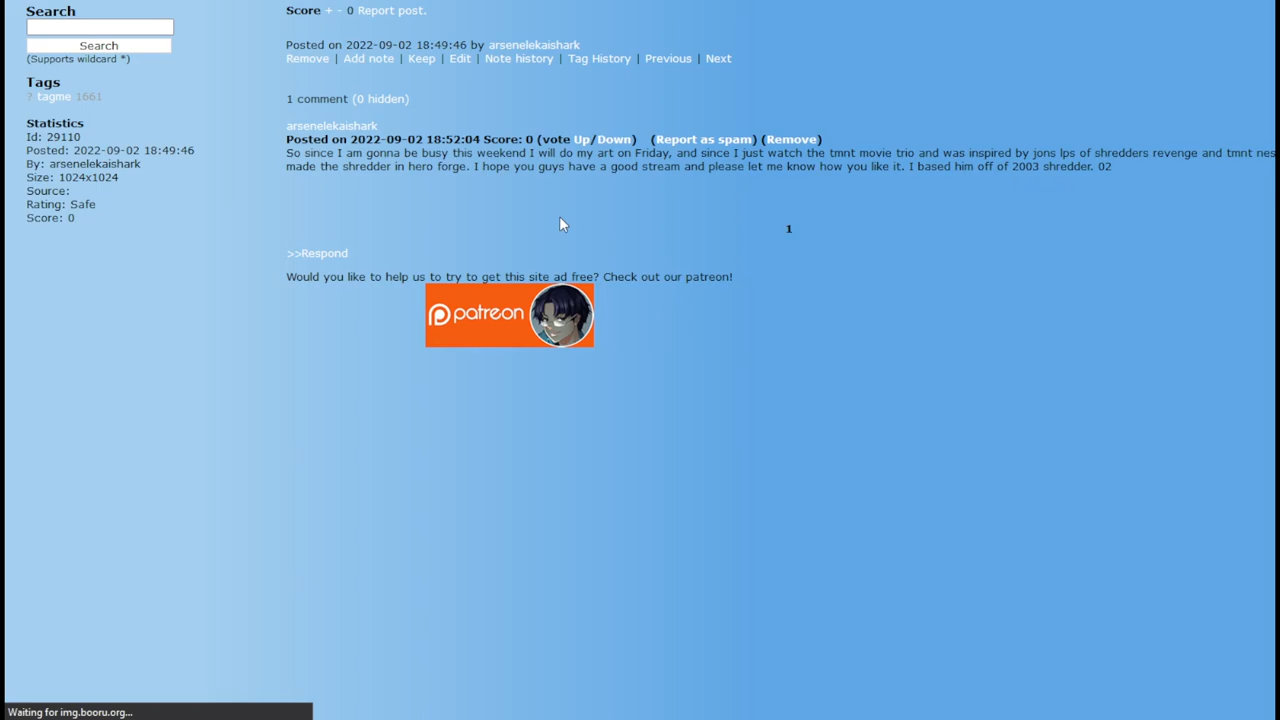 Search
Search
(Supports wildcard *)
Tags
? tagme 1661
Statistics
Id: 29110
Posted: 2022-09-02 18:49:46
By: arsenelekaishark
Size: 1024x1024
Source:
Rating: Safe
Score: 0
Score + - 0 Report post.
Posted on 2022-09-02 18:49:46 by arsenelekaishark
Remove | Add note | Keep | Edit | Note history | Tag History | Previous | Next
1 comment (0 hidden)
arsenelekaishark
Posted on 2022-09-02 18:52:04 Score: 0 (vote Up/Down) (Report as spam) (Remove)
So since I am gonna be busy this weekend I will do my art on Friday, and since I just watch the tmnt movie trio and was inspired by jons lps of shredders revenge and tmnt nes
made the shredder in hero forge. I hope you guys have a good stream and please let me know how you like it. I based him off of 2003 shredder. 02
1
>>Respond
Would you like to help us to try to get this site ad free? Check out our patreon!
patreon
Waiting for img.booru.org...